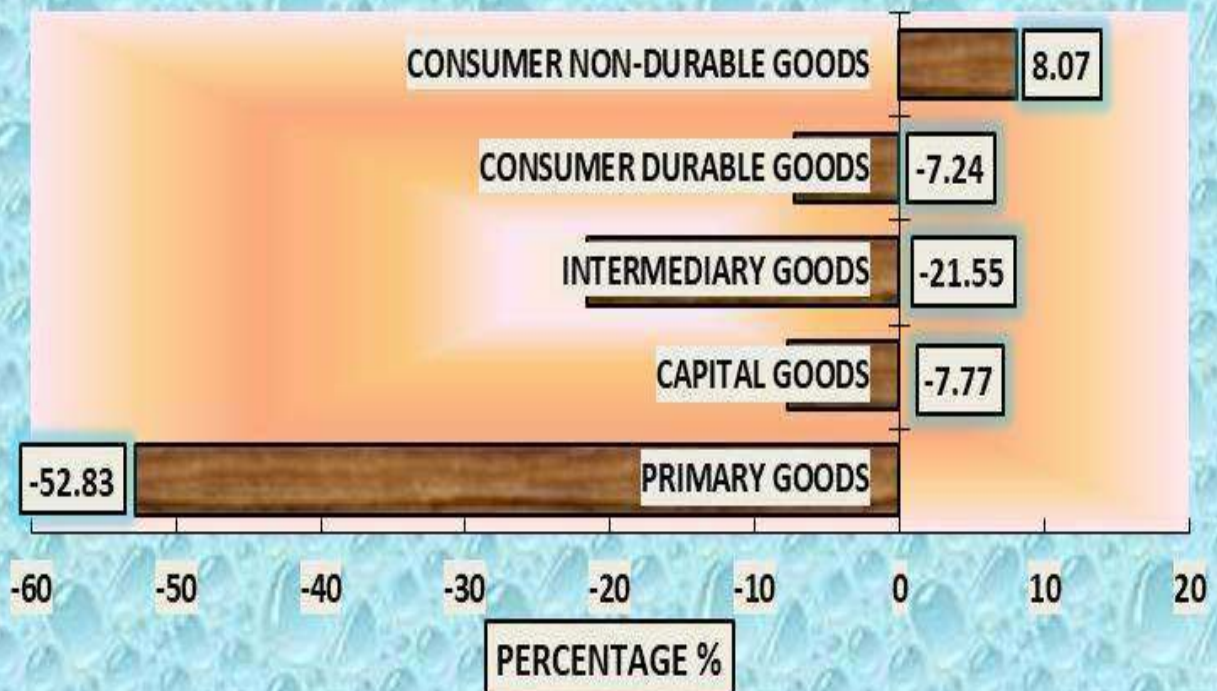 CONSUMER NON-DURABLE GOODS 8.07
CONSUMER DURABLE GOODS -7.24
INTERMEDIARY GOODS -21.55
CAPITAL GOODS -7.77
-52.83 PRIMARY GOODS
-60 -50 -40 -30 -20 -10 0 10 20
PERCENTAGE %